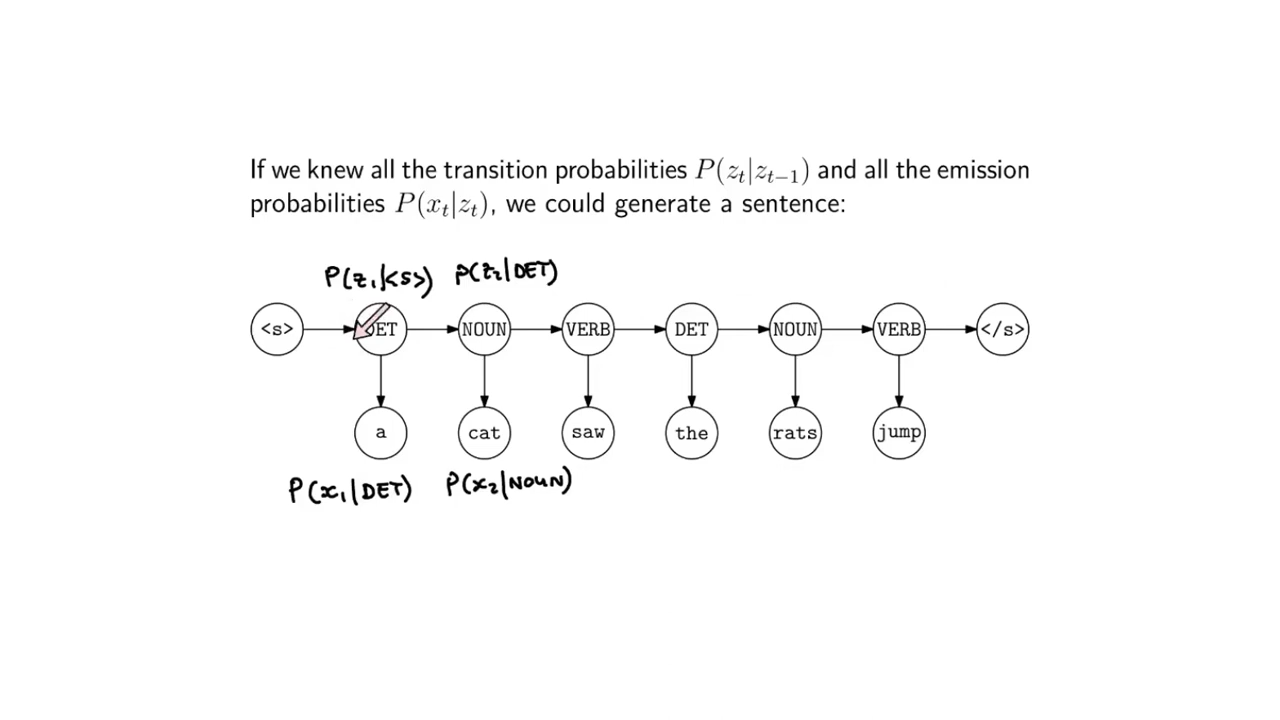 If we knew all the transition probabilities P(z_t|z_{t−1}) and all the emission
probabilities P(x_t|z_t), we could generate a sentence:
P(z₁|<s>) P(z₂|DET)
<s> DET NOUN VERB DET NOUN VERB </s>
a cat saw the rats jump
P(x₁|DET) P(x₂|NOUN)